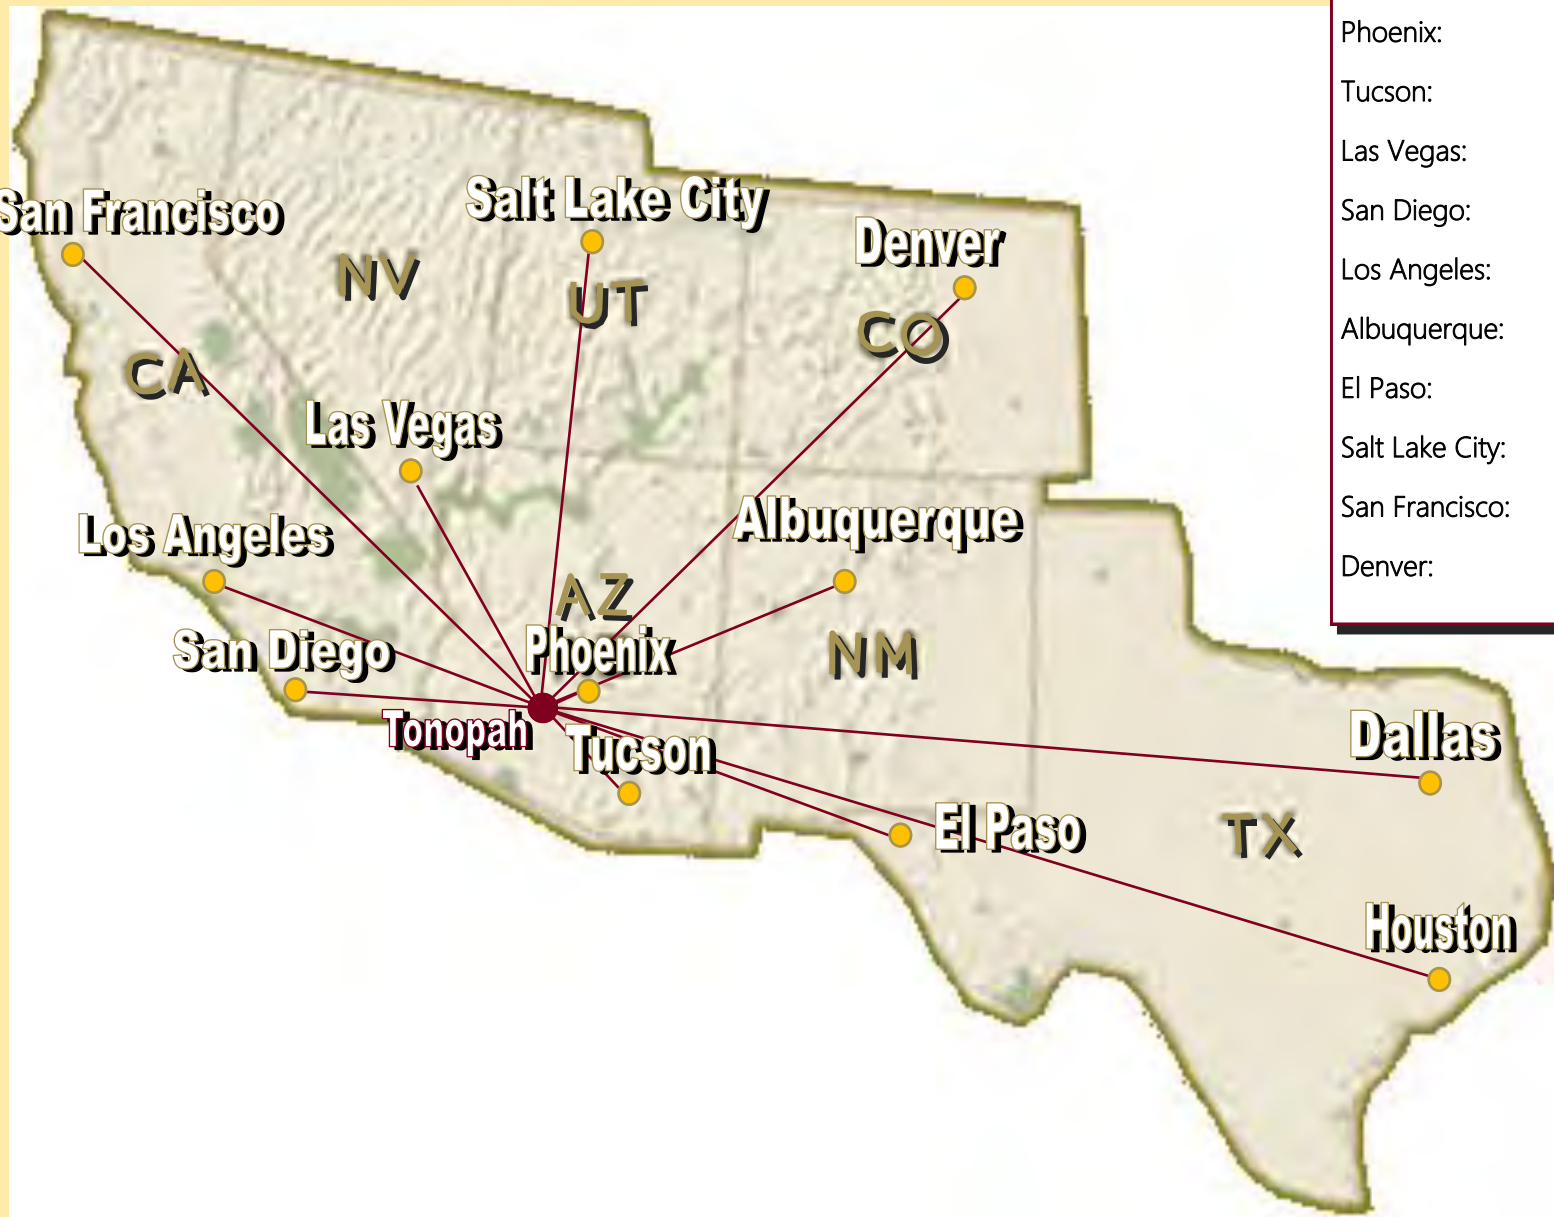 Phoenix:
Tucson:
Las Vegas:
San Diego:
Los Angeles:
Albuquerque:
El Paso:
Salt Lake City:
San Francisco:
Denver:
San Francisco
Salt Lake City
Denver
NV
UT
CO
CA
Las Vegas
Los Angeles
Albuquerque
AZ
San Diego
Phoenix
NM
Tonopah
Tucson
Dallas
El Paso
TX
Houston